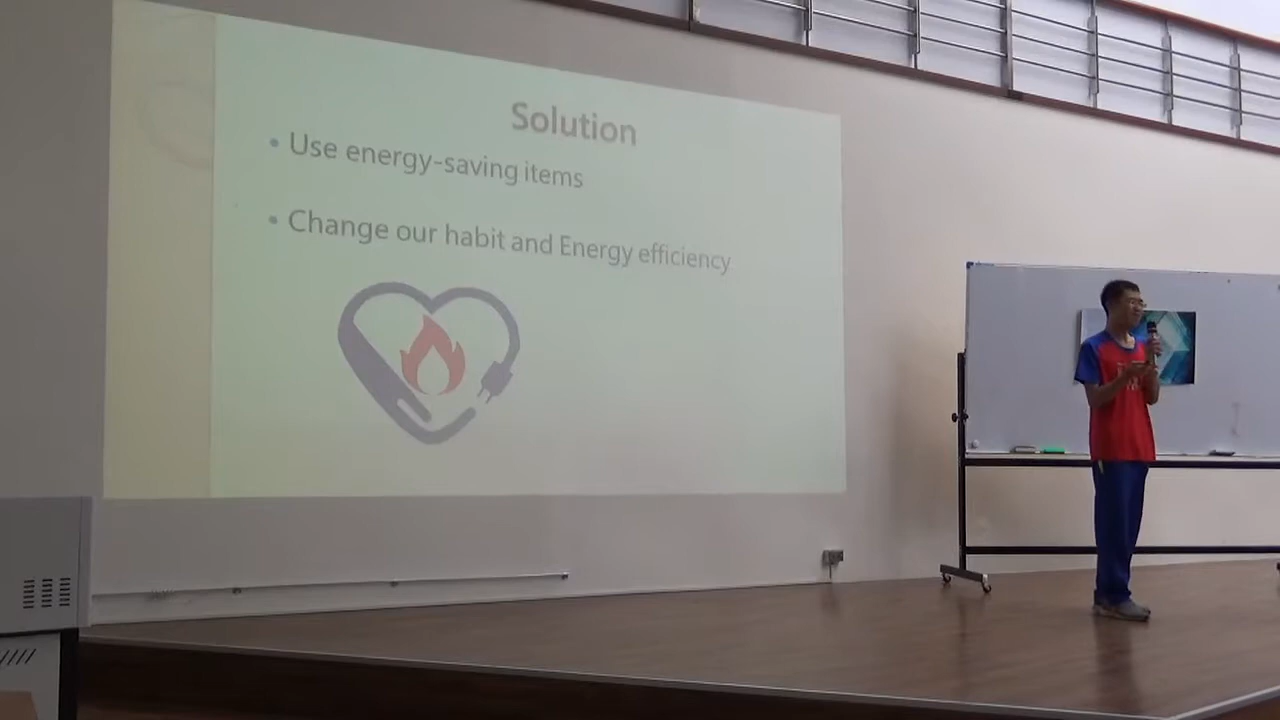 Solution
• Use energy-saving items
• Change our habit and Energy efficiency